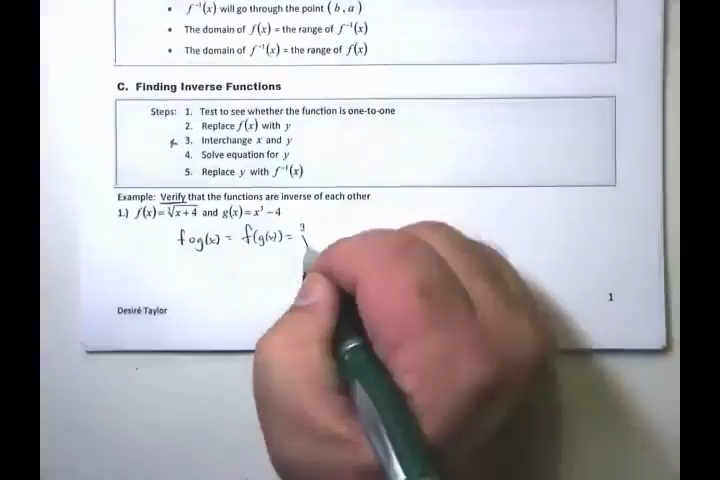 • f⁻¹(x) will go through the point (b, a)
• The domain of f(x) = the range of f⁻¹(x)
• The domain of f⁻¹(x) = the range of f(x)
C. Finding Inverse Functions
Steps: 1. Test to see whether the function is one-to-one
2. Replace f(x) with y
3. Interchange x and y
4. Solve equation for y
5. Replace y with f⁻¹(x)
Example: Verify that the functions are inverse of each other
1.) f(x) = ∛(x + 4) and g(x) = x³ − 4
f∘g(x) = f(g(x)) = ³
1
Desiré Taylor